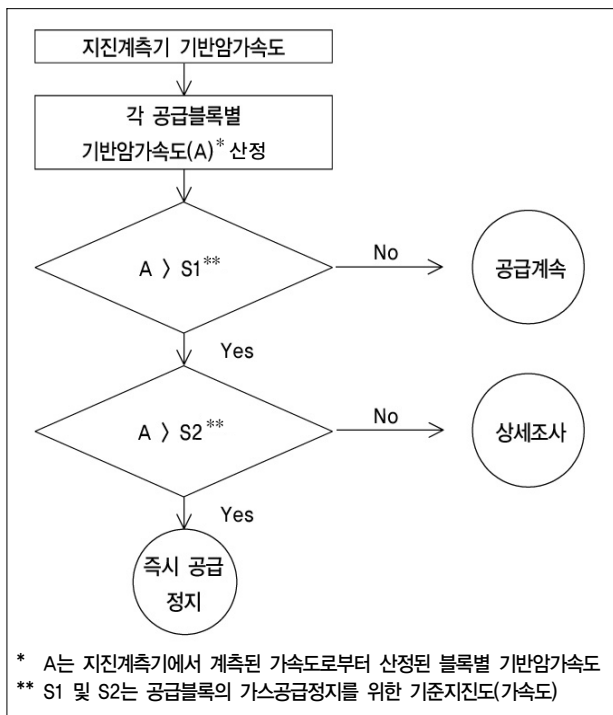 지진계측기 기반암가속도
각 공급블록별
기반암가속도(A)* 산정
A > S1**
No
공급계속
Yes
A > S2**
No
상세조사
Yes
즉시 공급
정지
* A는 지진계측기에서 계측된 가속도로부터 산정된 블록별 기반암가속도
** S1 및 S2는 공급블록의 가스공급정지를 위한 기준지진도(가속도)